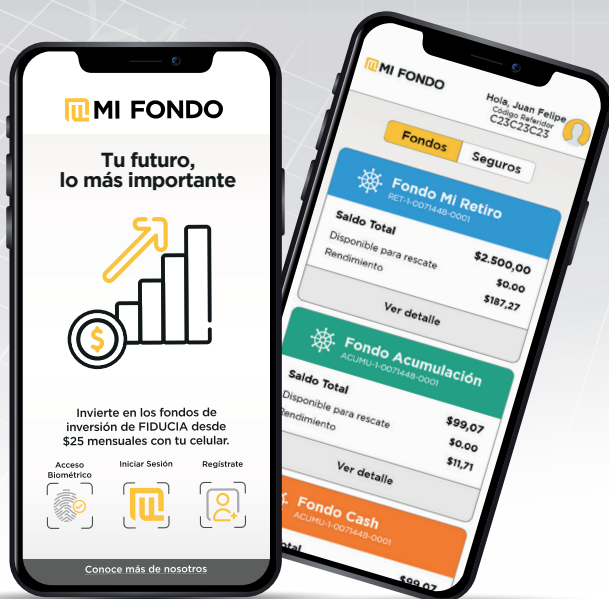 MI FONDO
Tu futuro,
lo más importante
$
Invierte en los fondos de
inversión de FIDUCIA desde
$25 mensuales con tu celular.
Acceso
Biométrico
Iniciar Sesión
Regístrate
Conoce más de nosotros
MI FONDO
Hola, Juan Felipe
Código Referidor
C23C23C23
Fondos
Seguros
Fondo Mi Retiro
RET-1-0071448-0001
Saldo Total
$2.500,00
Disponible para rescate
$0.00
Rendimiento
$187,27
Ver detalle
Fondo Acumulación
ACUMU-1-0071448-0001
Saldo Total
$99,07
Disponible para rescate
$0.00
Rendimiento
$11,71
Ver detalle
Fondo Cash
ACUMU-1-0071448-0001
otal
$99,07